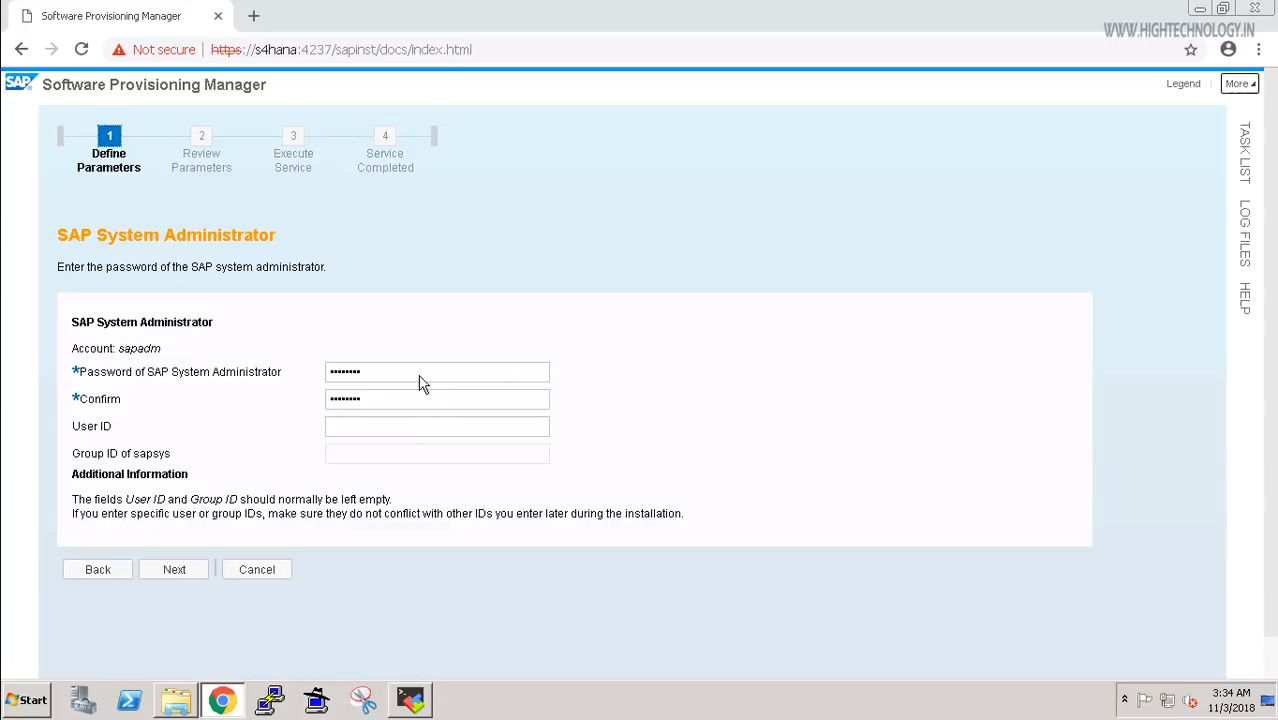 Software Provisioning Manager
WWW.HIGHTECHNOLOGY.IN
Not secure https://s4hana:4237/sapinst/docs/index.html
SAP Software Provisioning Manager
Legend More
1 2 3 4
Define Parameters
Review Parameters
Execute Service
Service Completed
TASK LIST
LOG FILES
HELP
SAP System Administrator
Enter the password of the SAP system administrator.
SAP System Administrator
Account: sapadm
*Password of SAP System Administrator ••••••••
*Confirm ••••••••
User ID
Group ID of sapsys
Additional Information
The fields User ID and Group ID should normally be left empty.
If you enter specific user or group IDs, make sure they do not conflict with other IDs you enter later during the installation.
Back Next Cancel
Start
3:34 AM
11/3/2018